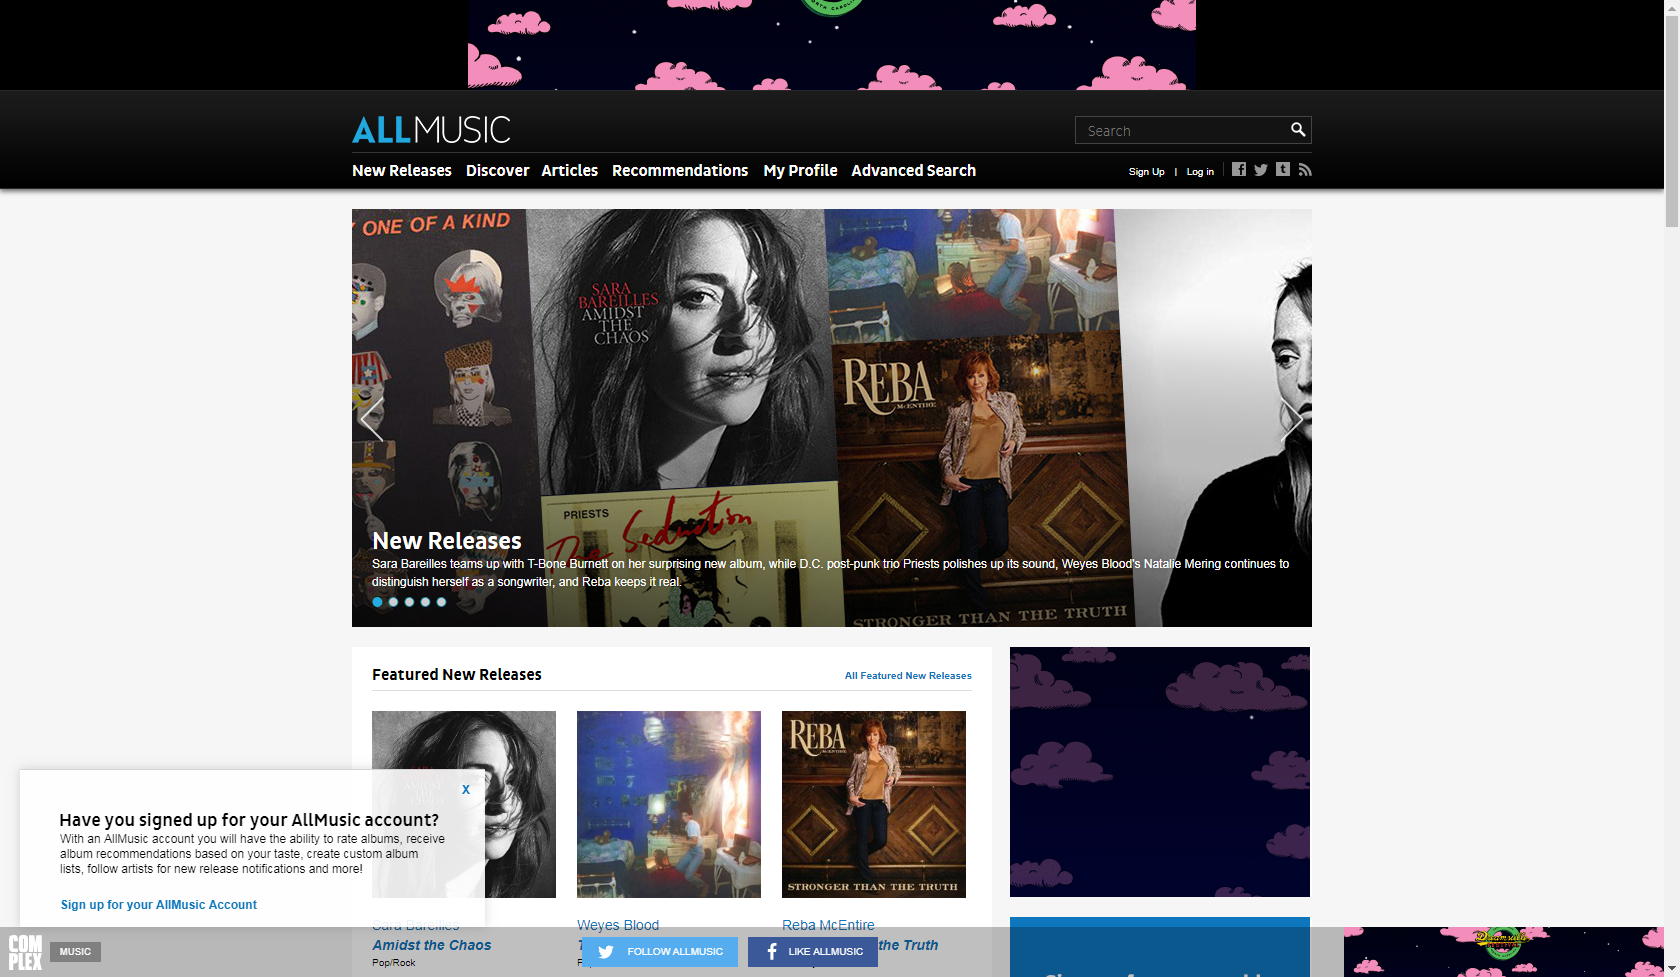 NORTH CAROLINA
ALLMUSIC
Search
New Releases Discover Articles Recommendations My Profile Advanced Search
Sign Up | Log in
ONE OF A KIND
SARA
BAREILLES
AMIDST
THE
CHAOS
REBA
McENTIRE
PRIESTS
The Seduction
STRONGER THAN THE TRUTH
New Releases
Sara Bareilles teams up with T-Bone Burnett on her surprising new album, while D.C. post-punk trio Priests polishes up its sound, Weyes Blood's Natalie Mering continues to
distinguish herself as a songwriter, and Reba keeps it real.
Featured New Releases
All Featured New Releases
REBA
McENTIRE
STRONGER THAN THE TRUTH
X
Have you signed up for your AllMusic account?
With an AllMusic account you will have the ability to rate albums, receive
album recommendations based on your taste, create custom album
lists, follow artists for new release notifications and more!
Sign up for your AllMusic Account
Sara Bareilles
Amidst the Chaos
Pop/Rock
Weyes Blood
Reba McEntire
the Truth
COMPLEX
MUSIC
FOLLOW ALLMUSIC
LIKE ALLMUSIC